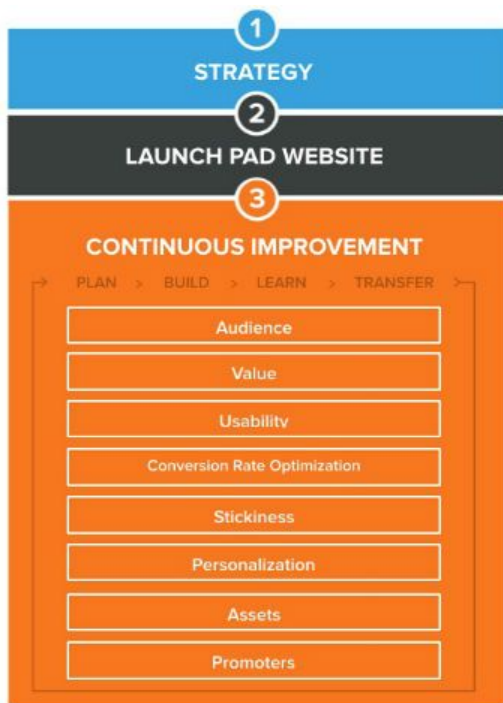 1
STRATEGY
2
LAUNCH PAD WEBSITE
3
CONTINUOUS IMPROVEMENT
PLAN > BUILD > LEARN > TRANSFER
Audience
Value
Usability
Conversion Rate Optimization
Stickiness
Personalization
Assets
Promoters